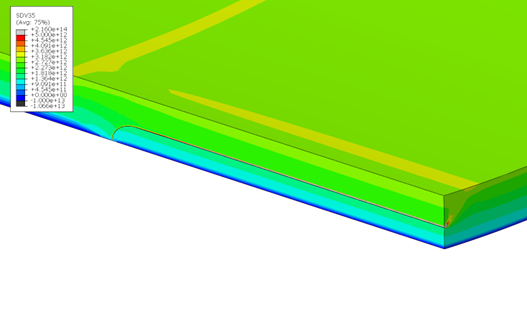 SDV35
(Avg: 75%)
+2.160e+14
+5.000e+12
+4.545e+12
+4.091e+12
+3.636e+12
+3.182e+12
+2.727e+12
+2.273e+12
+1.818e+12
+1.364e+12
+9.091e+11
+4.545e+11
+0.000e+00
-1.000e+13
-1.066e+13